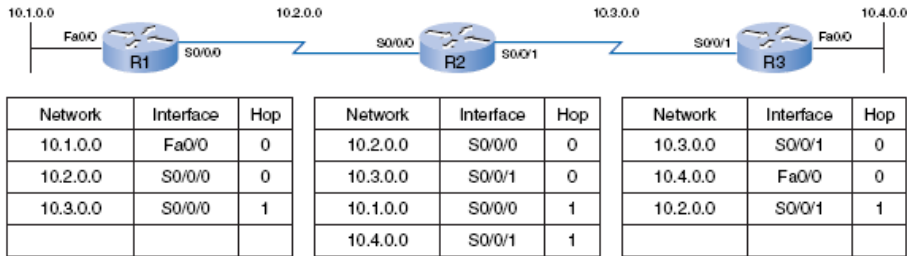 10.1.0.0 10.2.0.0 10.3.0.0 10.4.0.0
Fa0/0 R1 S0/0/0 S0/0/0 R2 S0/0/1 S0/0/1 R3 Fa0/0
Network Interface Hop
10.1.0.0 Fa0/0 0
10.2.0.0 S0/0/0 0
10.3.0.0 S0/0/0 1
Network Interface Hop
10.2.0.0 S0/0/0 0
10.3.0.0 S0/0/1 0
10.1.0.0 S0/0/0 1
10.4.0.0 S0/0/1 1
Network Interface Hop
10.3.0.0 S0/0/1 0
10.4.0.0 Fa0/0 0
10.2.0.0 S0/0/1 1